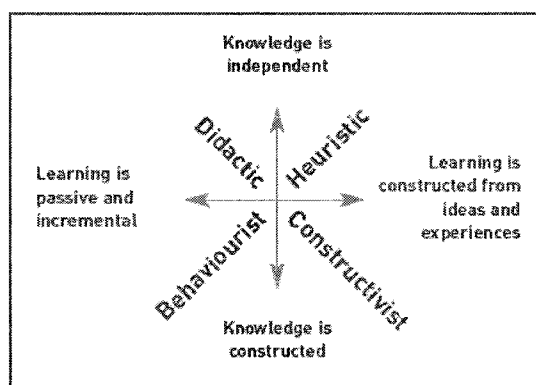 Knowledge is
independent
Didactic
Heuristic
Learning is
passive and
incremental
Learning is
constructed from
ideas and
experiences
Behaviourist
Constructivist
Knowledge is
constructed